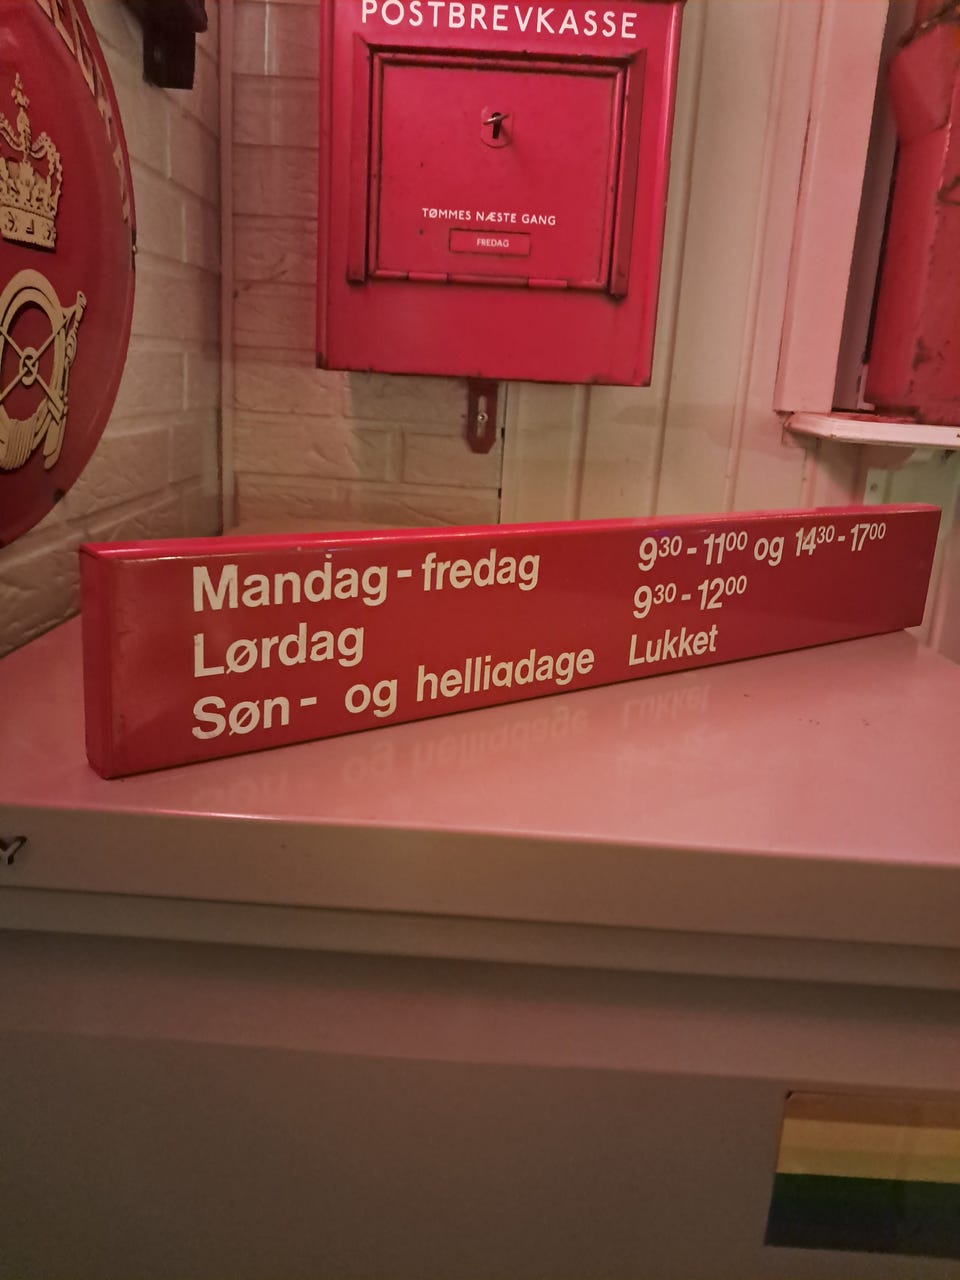 POSTBREVKASSE
TØMMES NÆSTE GANG
FREDAG
Mandag - fredag 9³⁰ - 11⁰⁰ og 14³⁰ - 17⁰⁰
Lørdag 9³⁰ - 12⁰⁰
Søn - og helligdage Lukket